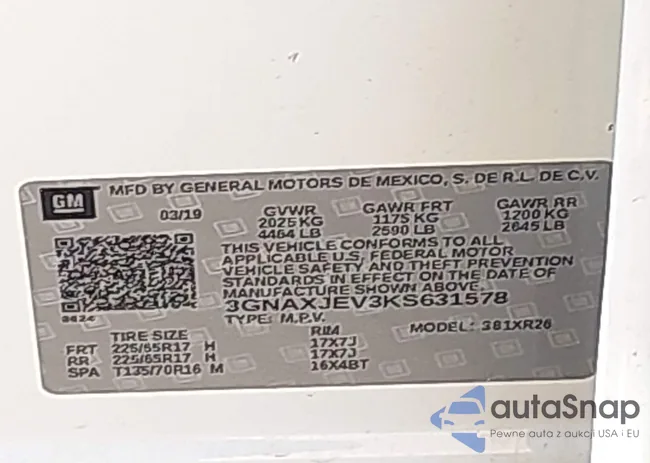 GM
MFD BY GENERAL MOTORS DE MEXICO, S. DE R.L. DE C.V.
03/19 GVWR GAWR FRT GAWR RR
2025 KG 1175 KG 1200 KG
4464 LB 2590 LB 2645 LB
THIS VEHICLE CONFORMS TO ALL
APPLICABLE U.S. FEDERAL MOTOR
VEHICLE SAFETY AND THEFT PREVENTION
STANDARDS IN EFFECT ON THE DATE OF
MANUFACTURE SHOWN ABOVE.
3GNAXJEV3KS631578
TYPE: M.P.V. MODEL: 381XR26
TIRE SIZE RIM
FRT 225/65R17 H 17X7J
RR 225/65R17 H 17X7J
SPA T135/70R16 M 16X4BT
autaSnap
Pewne auta z aukcji USA i EU